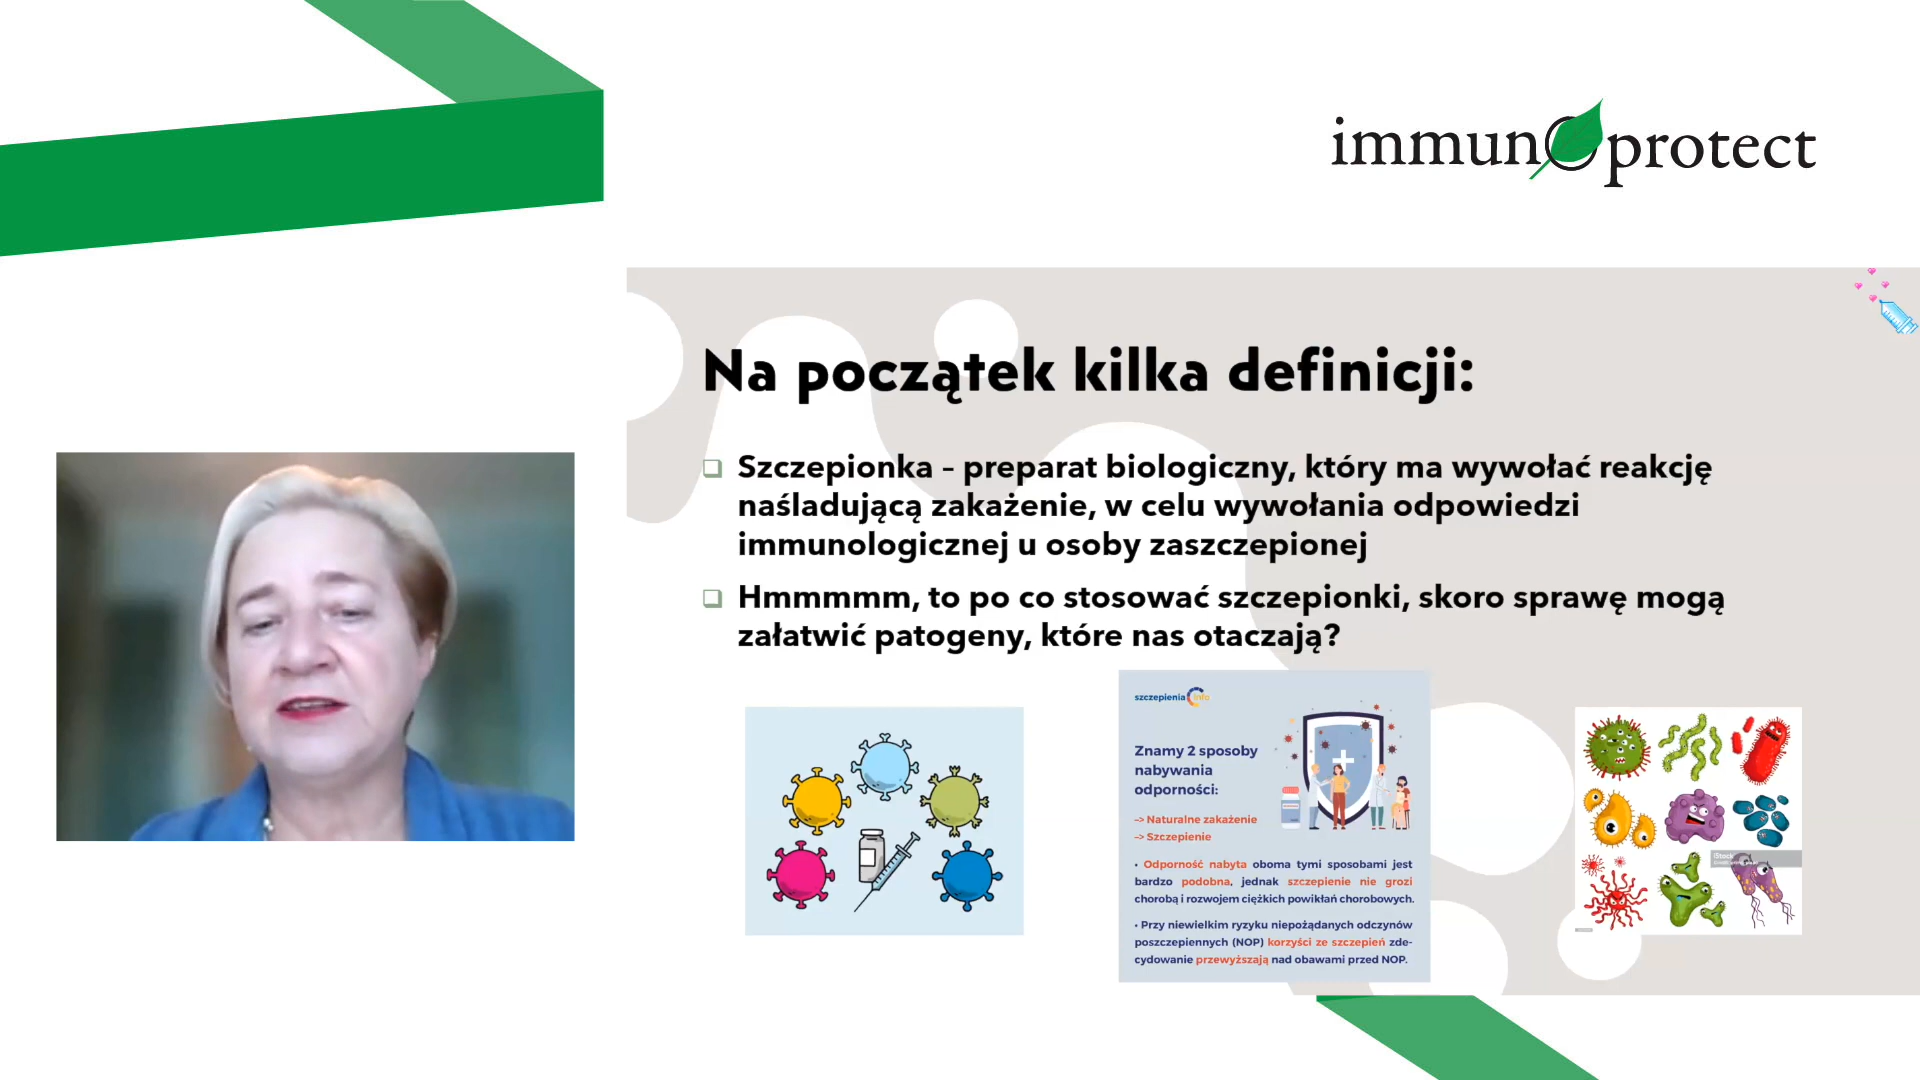 immunoprotect
Na początek kilka definicji:
Szczepionka – preparat biologiczny, który ma wywołać reakcję
naśladującą zakażenie, w celu wywołania odpowiedzi
immunologicznej u osoby zaszczepionej
Hmmmmm, to po co stosować szczepionki, skoro sprawę mogą
załatwić patogeny, które nas otaczają?
szczepienia info
Znamy 2 sposoby
nabywania
odporności:
-> Naturalne zakażenie
-> Szczepienie
• Odporność nabyta oboma tymi sposobami jest
bardzo podobna, jednak szczepienie nie grozi
chorobą i rozwojem ciężkich powikłań chorobowych.
• Przy niewielkim ryzyku niepożądanych odczynów
poszczepiennych (NOP) korzyści ze szczepień zde-
cydowanie przewyższają nad obawami przed NOP.
iStock